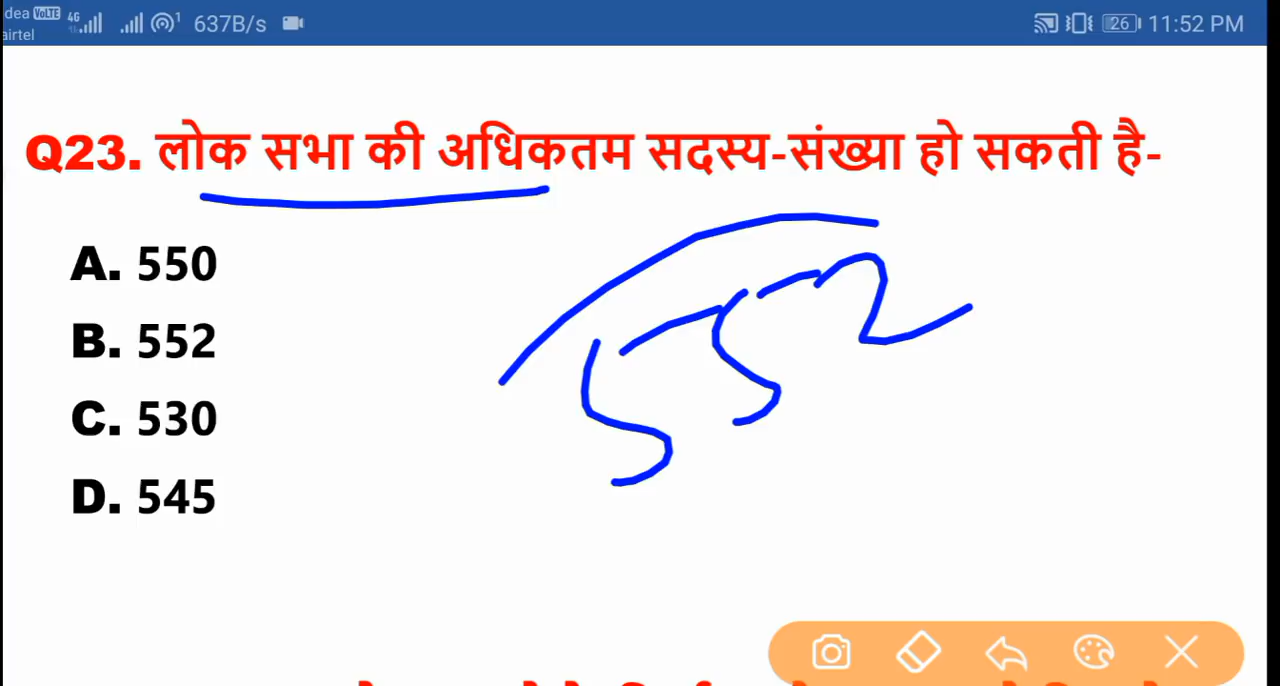 dea VoLTE 4G 1 637B/s 26 11:52 PM
airtel
Q23. लोक सभा की अधिकतम सदस्य-संख्या हो सकती है-
A. 550
B. 552
C. 530
D. 545
552